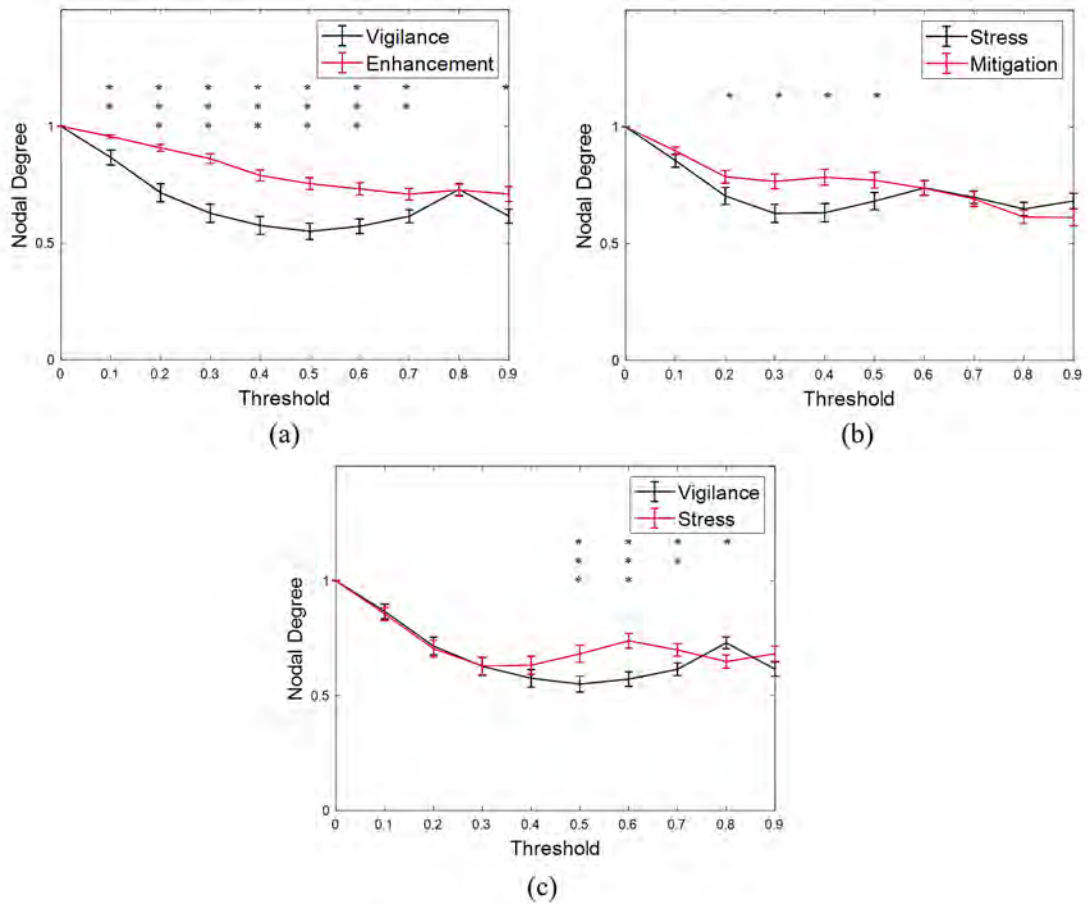 Vigilance
Enhancement
* * * * * * * *
* * * * * * *
* * * * *
1
0.5
0
Nodal Degree
0 0.1 0.2 0.3 0.4 0.5 0.6 0.7 0.8 0.9
Threshold
(a)
Stress
Mitigation
* * * *
1
0.5
0
Nodal Degree
0 0.1 0.2 0.3 0.4 0.5 0.6 0.7 0.8 0.9
Threshold
(b)
Vigilance
Stress
* * * *
* * *
* *
1
0.5
0
Nodal Degree
0 0.1 0.2 0.3 0.4 0.5 0.6 0.7 0.8 0.9
Threshold
(c)